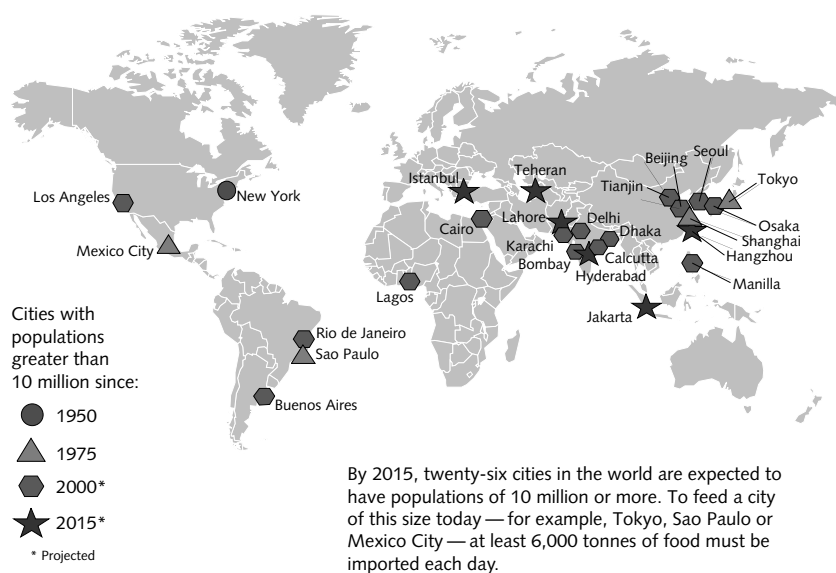 Beijing
Seoul
Istanbul
Teheran
Tianjin
Tokyo
Los Angeles
New York
Lahore
Delhi
Cairo
Dhaka
Osaka
Mexico City
Karachi
Shanghai
Bombay
Calcutta
Hangzhou
Hyderabad
Manilla
Lagos
Jakarta
Rio de Janeiro
Sao Paulo
Buenos Aires
Cities with
populations
greater than
10 million since:
1950
1975
2000*
2015*
* Projected
By 2015, twenty-six cities in the world are expected to
have populations of 10 million or more. To feed a city
of this size today — for example, Tokyo, Sao Paulo or
Mexico City — at least 6,000 tonnes of food must be
imported each day.